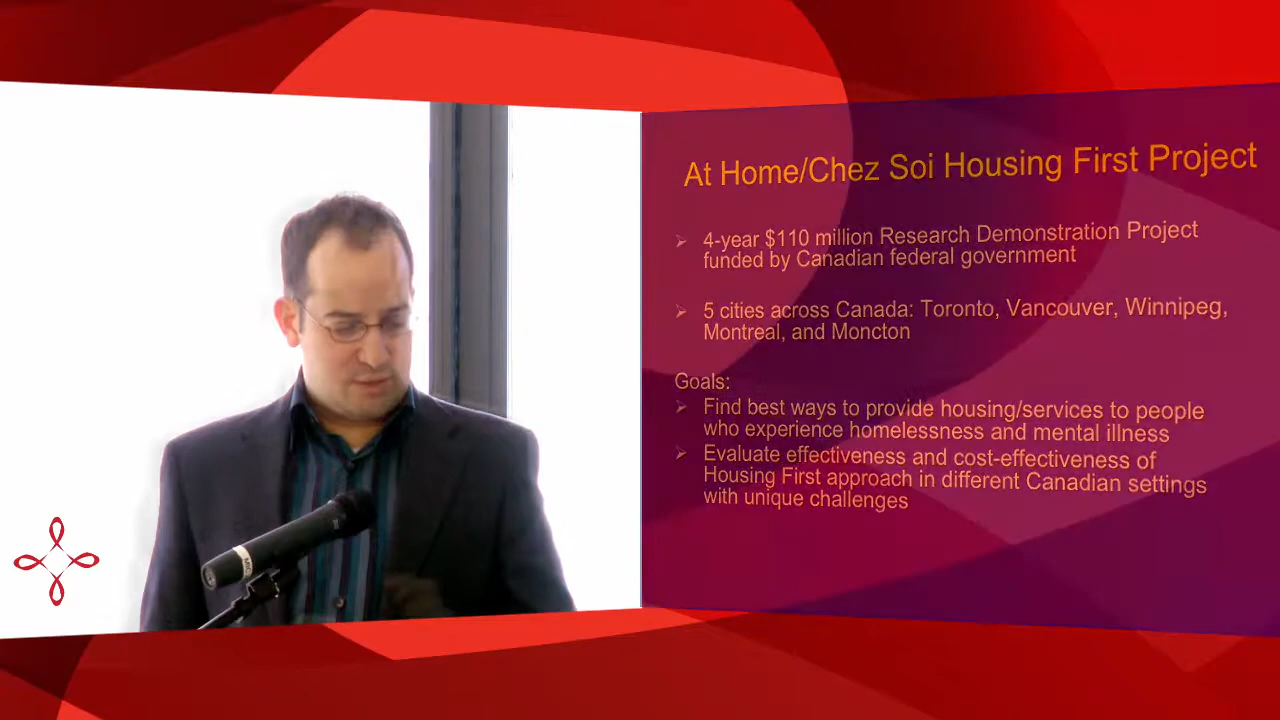 At Home/Chez Soi Housing First Project
➢ 4-year $110 million Research Demonstration Project
funded by Canadian federal government
➢ 5 cities across Canada: Toronto, Vancouver, Winnipeg,
Montreal, and Moncton
Goals:
➢ Find best ways to provide housing/services to people
who experience homelessness and mental illness
➢ Evaluate effectiveness and cost-effectiveness of
Housing First approach in different Canadian settings
with unique challenges
MIC